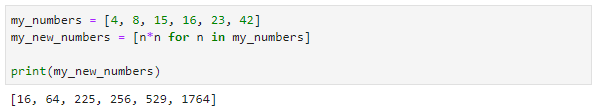 my_numbers = [4, 8, 15, 16, 23, 42]
my_new_numbers = [n*n for n in my_numbers]
print(my_new_numbers)
[16, 64, 225, 256, 529, 1764]